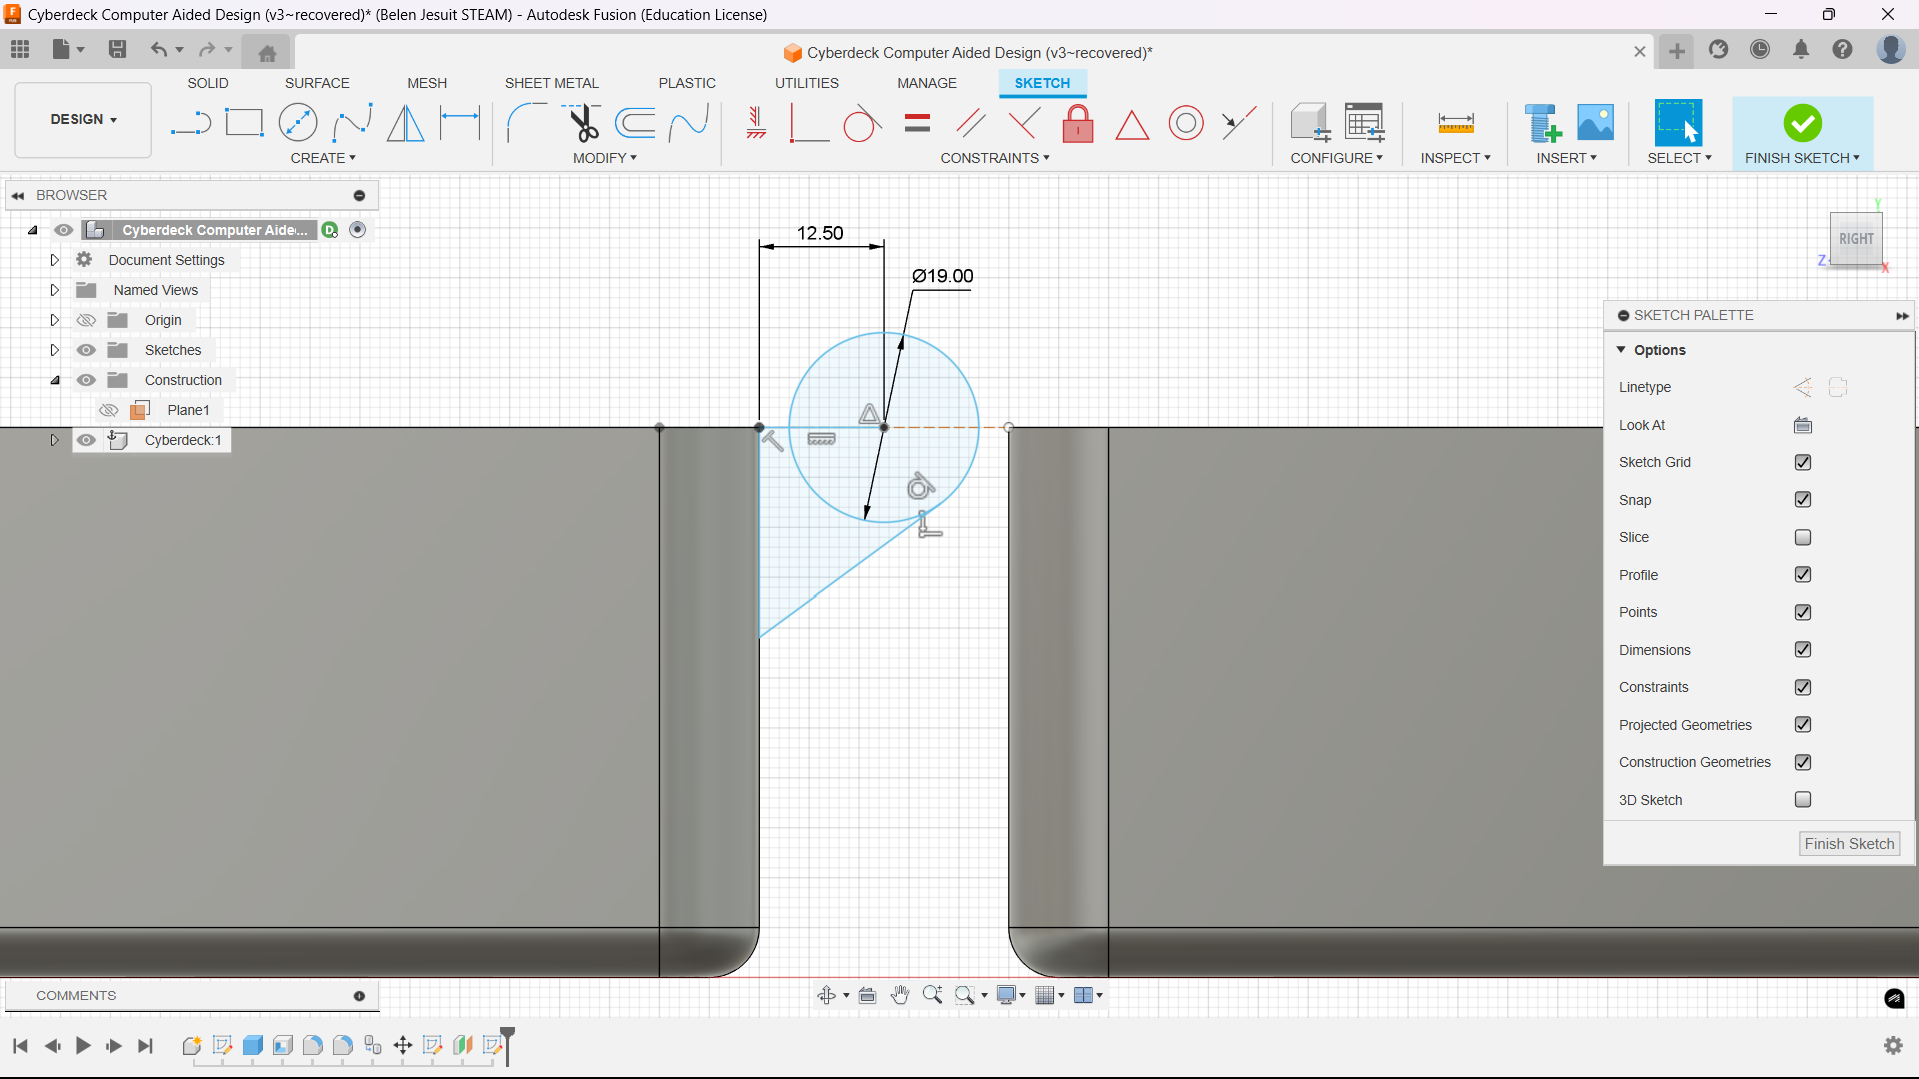 Cyberdeck Computer Aided Design (v3~recovered)* (Belen Jesuit STEAM) - Autodesk Fusion (Education License)
Cyberdeck Computer Aided Design (v3~recovered)*
SOLID SURFACE MESH SHEET METAL PLASTIC UTILITIES MANAGE SKETCH
DESIGN
CREATE MODIFY CONSTRAINTS CONFIGURE INSPECT INSERT SELECT FINISH SKETCH
BROWSER
Cyberdeck Computer Aide...
Document Settings
Named Views
Origin
Sketches
Construction
Plane1
Cyberdeck:1
12.50
Ø19.00
Y
RIGHT
Z
X
SKETCH PALETTE
Options
Linetype
Look At
Sketch Grid
Snap
Slice
Profile
Points
Dimensions
Constraints
Projected Geometries
Construction Geometries
3D Sketch
Finish Sketch
COMMENTS